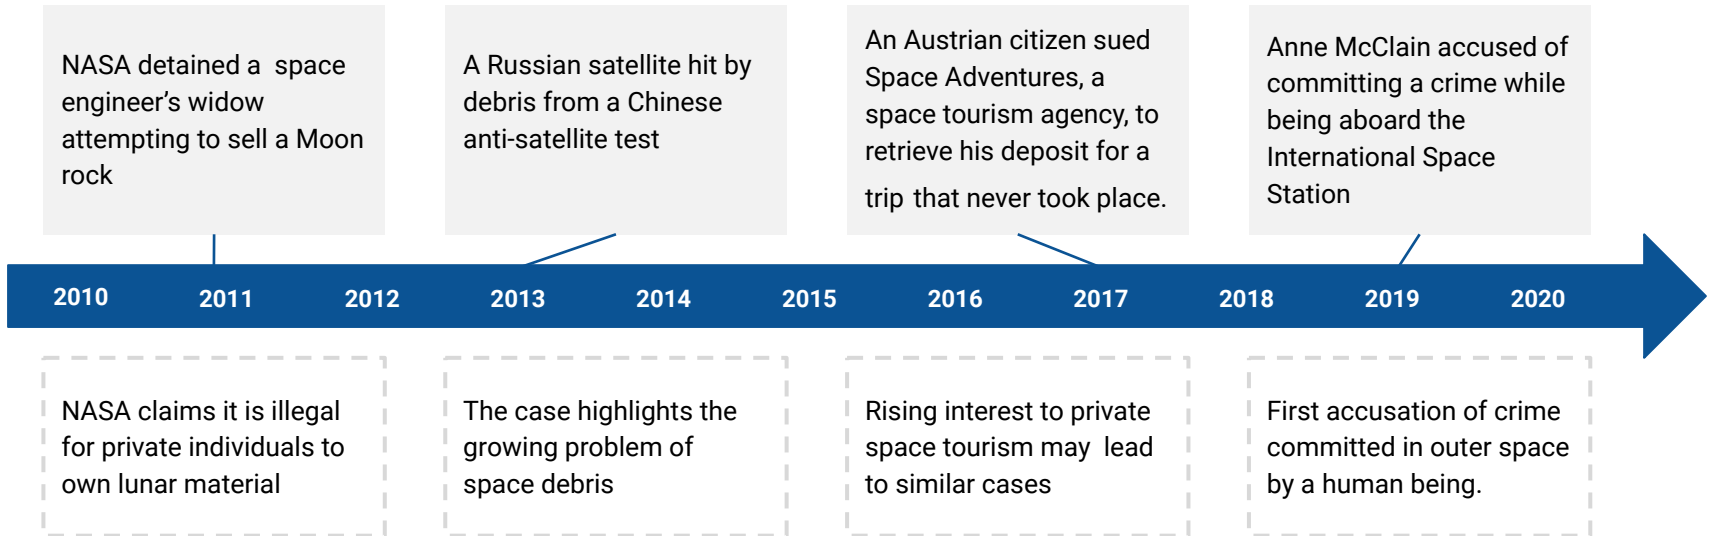 NASA detained a space
engineer's widow
attempting to sell a Moon
rock
A Russian satellite hit by
debris from a Chinese
anti-satellite test
An Austrian citizen sued
Space Adventures, a
space tourism agency, to
retrieve his deposit for a
trip that never took place.
Anne McClain accused of
committing a crime while
being aboard the
International Space
Station
2010 2011 2012 2013 2014 2015 2016 2017 2018 2019 2020
NASA claims it is illegal
for private individuals to
own lunar material
The case highlights the
growing problem of
space debris
Rising interest to private
space tourism may lead
to similar cases
First accusation of crime
committed in outer space
by a human being.